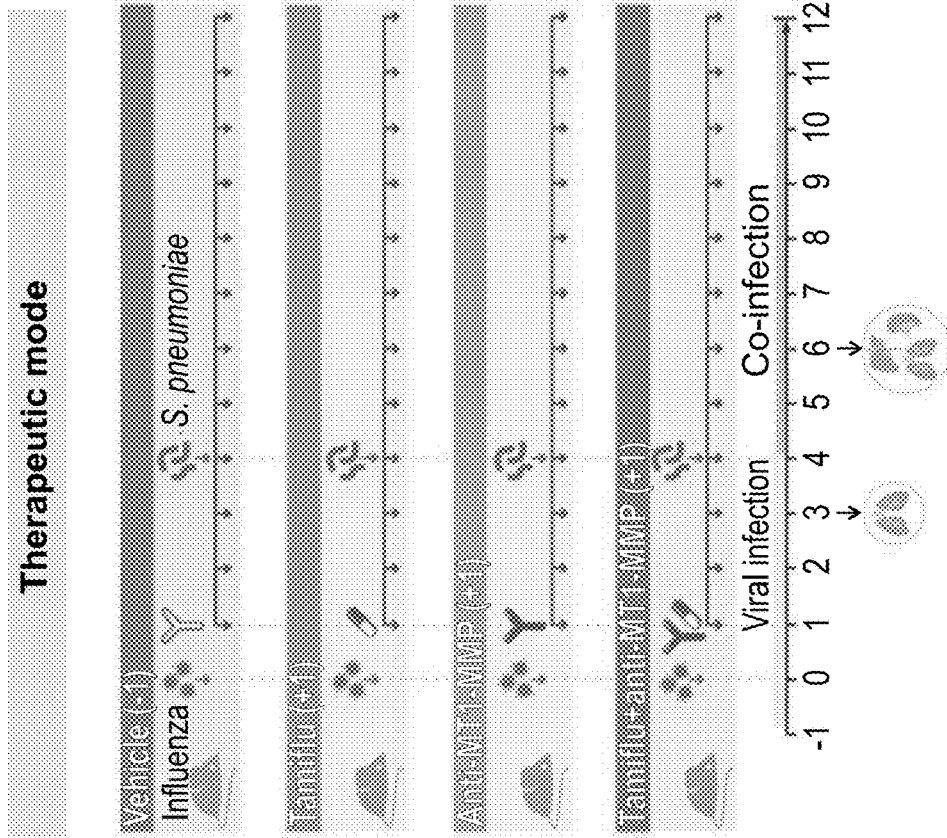 Therapeutic mode
Vehicle (+1)
Influenza
S. pneumoniae
Tamiflu (+1)
Anti-MT1-MMP (+1)
Tamiflu+anti-MT1-MMP (+1)
Viral infection
Co-infection
-1 0 1 2 3 4 5 6 7 8 9 10 11 12